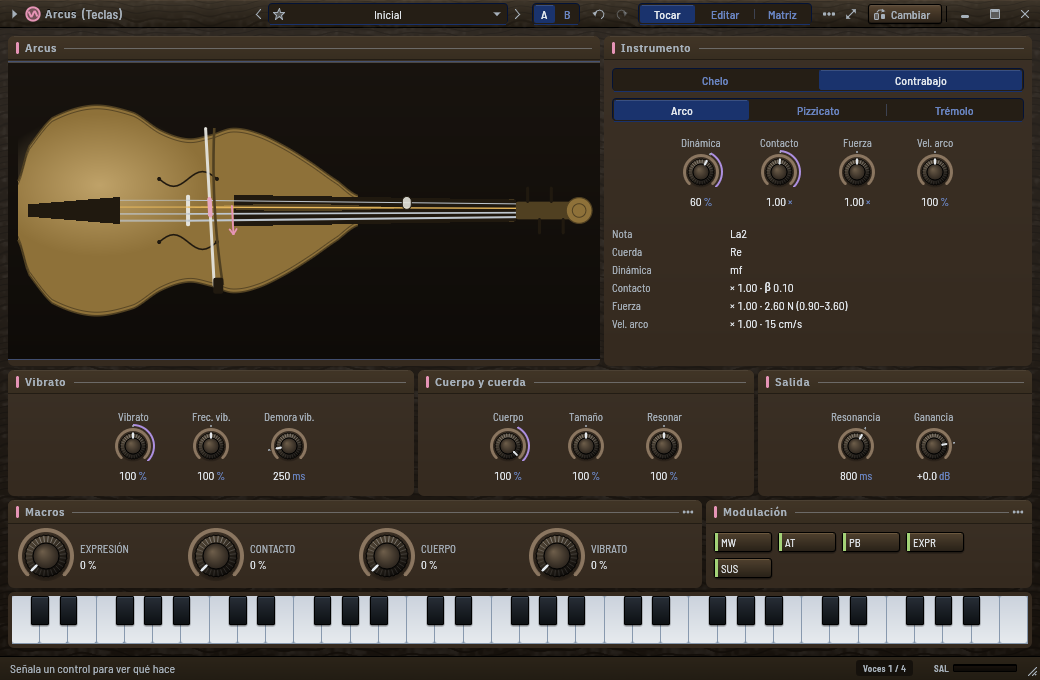 Arcus (Teclas)
Inicial
A B
Tocar Editar Matriz
Cambiar
Arcus
Instrumento
Chelo Contrabajo
Arco Pizzicato Trémolo
Dinámica Contacto Fuerza Vel. arco
60 % 1.00 × 1.00 × 100 %
Nota La2
Cuerda Re
Dinámica mf
Contacto × 1.00 · β 0.10
Fuerza × 1.00 · 2.60 N (0.90–3.60)
Vel. arco × 1.00 · 15 cm/s
Vibrato
Vibrato Frec. vib. Demora vib.
100 % 100 % 250 ms
Cuerpo y cuerda
Cuerpo Tamaño Resonar
100 % 100 % 100 %
Salida
Resonancia Ganancia
800 ms +0.0 dB
Macros
EXPRESIÓN
0 %
CONTACTO
0 %
CUERPO
0 %
VIBRATO
0 %
Modulación
MW AT PB EXPR
SUS
Señala un control para ver qué hace
Voces 1 / 4
SAL